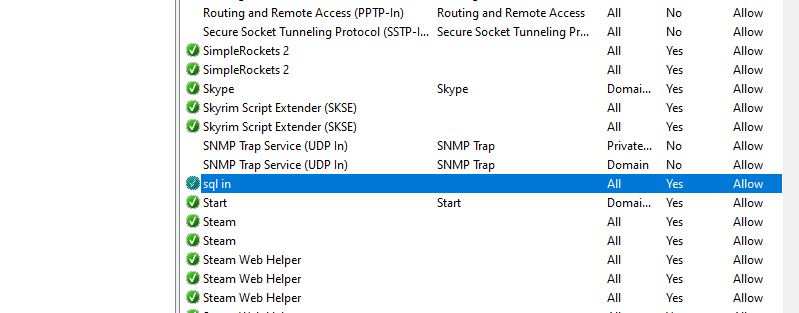 Routing and Remote Access (PPTP-In) Routing and Remote Access All No Allow
Secure Socket Tunneling Protocol (SSTP-I... Secure Socket Tunneling Pr... All No Allow
SimpleRockets 2 All Yes Allow
SimpleRockets 2 All Yes Allow
Skype Skype Domai... Yes Allow
Skyrim Script Extender (SKSE) All Yes Allow
Skyrim Script Extender (SKSE) All Yes Allow
SNMP Trap Service (UDP In) SNMP Trap Private... No Allow
SNMP Trap Service (UDP In) SNMP Trap Domain No Allow
sql in All Yes Allow
Start Start Domai... Yes Allow
Steam All Yes Allow
Steam All Yes Allow
Steam Web Helper All Yes Allow
Steam Web Helper All Yes Allow
Steam Web Helper All Yes Allow